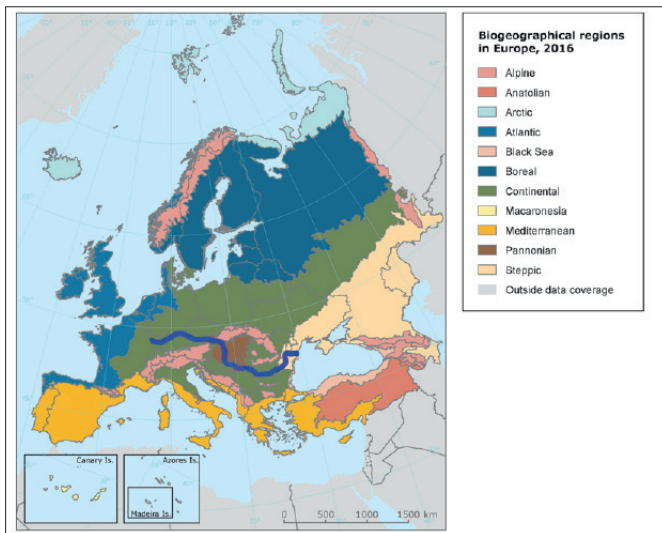 Biogeographical regions
in Europe, 2016
Alpine
Anatolian
Arctic
Atlantic
Black Sea
Boreal
Continental
Macaronesia
Mediterranean
Pannonian
Steppic
Outside data coverage
Canary Is.
Azores Is.
Madeira Is.
0 500 1000 1500 km